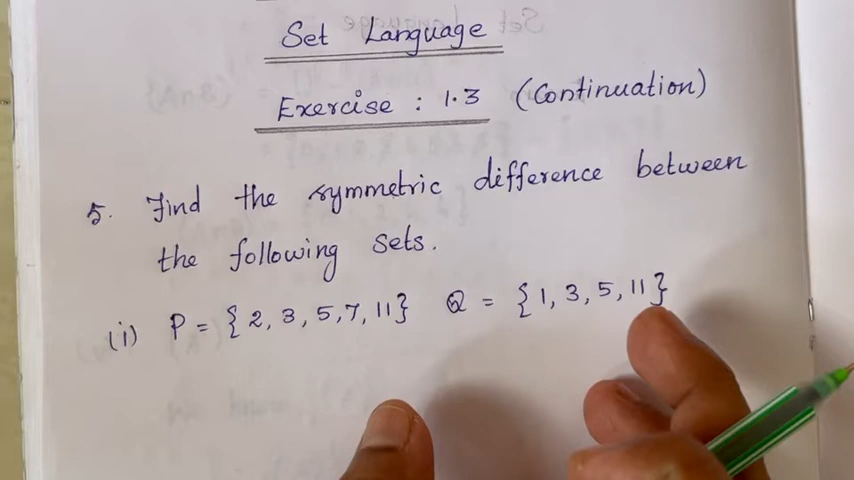 Set Language
Exercise : 1.3 (Continuation)
5. Find the symmetric difference between
the following sets.
(i) P = {2, 3, 5, 7, 11} Q = {1, 3, 5, 11}